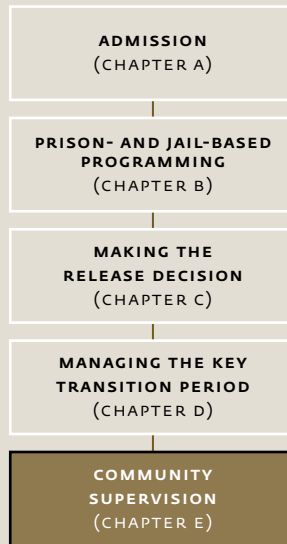 ADMISSION
(CHAPTER A)
PRISON- AND JAIL-BASED
PROGRAMMING
(CHAPTER B)
MAKING THE
RELEASE DECISION
(CHAPTER C)
MANAGING THE KEY
TRANSITION PERIOD
(CHAPTER D)
COMMUNITY
SUPERVISION
(CHAPTER E)